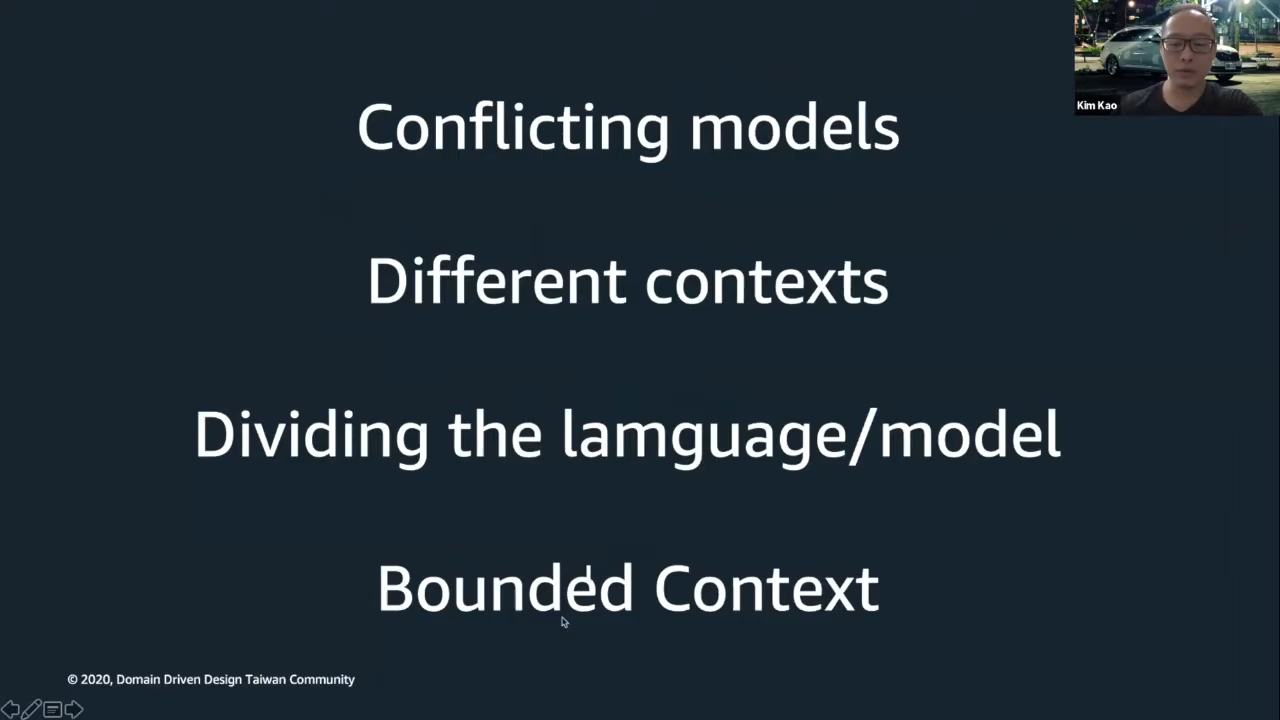 Kim Kao
Conflicting models
Different contexts
Dividing the lamguage/model
Bounded Context
© 2020, Domain Driven Design Taiwan Community